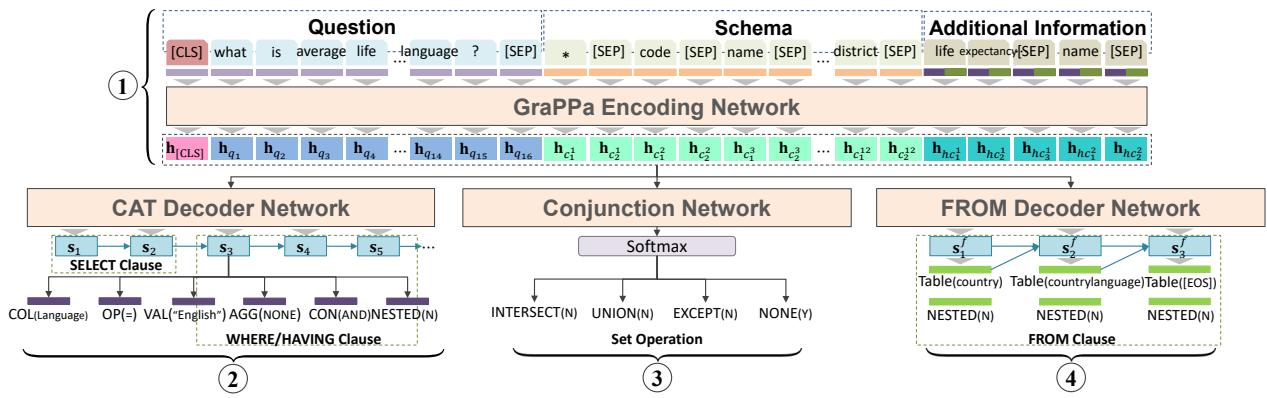 Question Schema Additional Information
[CLS] what is average life ... language ? [SEP] * [SEP] code [SEP] name [SEP] ... district [SEP] life expectancy [SEP] name [SEP]
①
GraPPa Encoding Network
h[CLS] hq1 hq2 hq3 hq4 ... hq14 hq15 hq16 hc11 hc21 hc12 hc22 hc13 hc23 ... hc112 hc212 hhc11 hhc21 hhc31 hhc12 hhc22
CAT Decoder Network Conjunction Network FROM Decoder Network
s1 s2 s3 s4 s5 ... Softmax s1f s2f s3f
SELECT Clause
Table(country) Table(countrylanguage) Table([EOS])
COL(Language) OP(=) VAL("English") AGG(NONE) CON(AND) NESTED(N) INTERSECT(N) UNION(N) EXCEPT(N) NONE(Y) NESTED(N) NESTED(N) NESTED(N)
WHERE/HAVING Clause Set Operation FROM Clause
② ③ ④